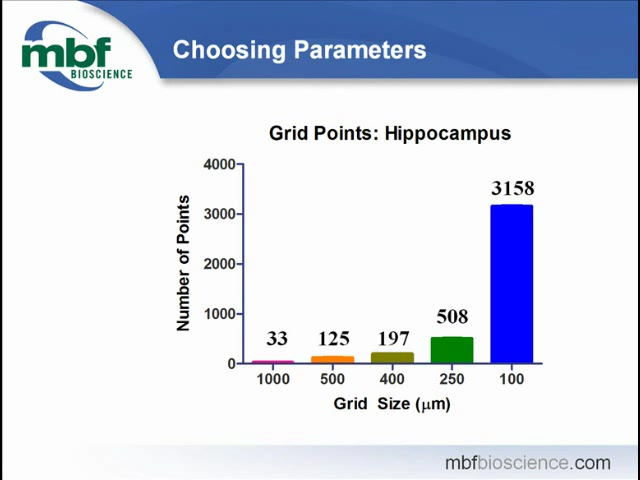 mbf
BIOSCIENCE
Choosing Parameters
Grid Points: Hippocampus
Number of Points
4000
3000
2000
1000
0
33
125
197
508
3158
1000
500
400
250
100
Grid Size (µm)
mbfbioscience.com